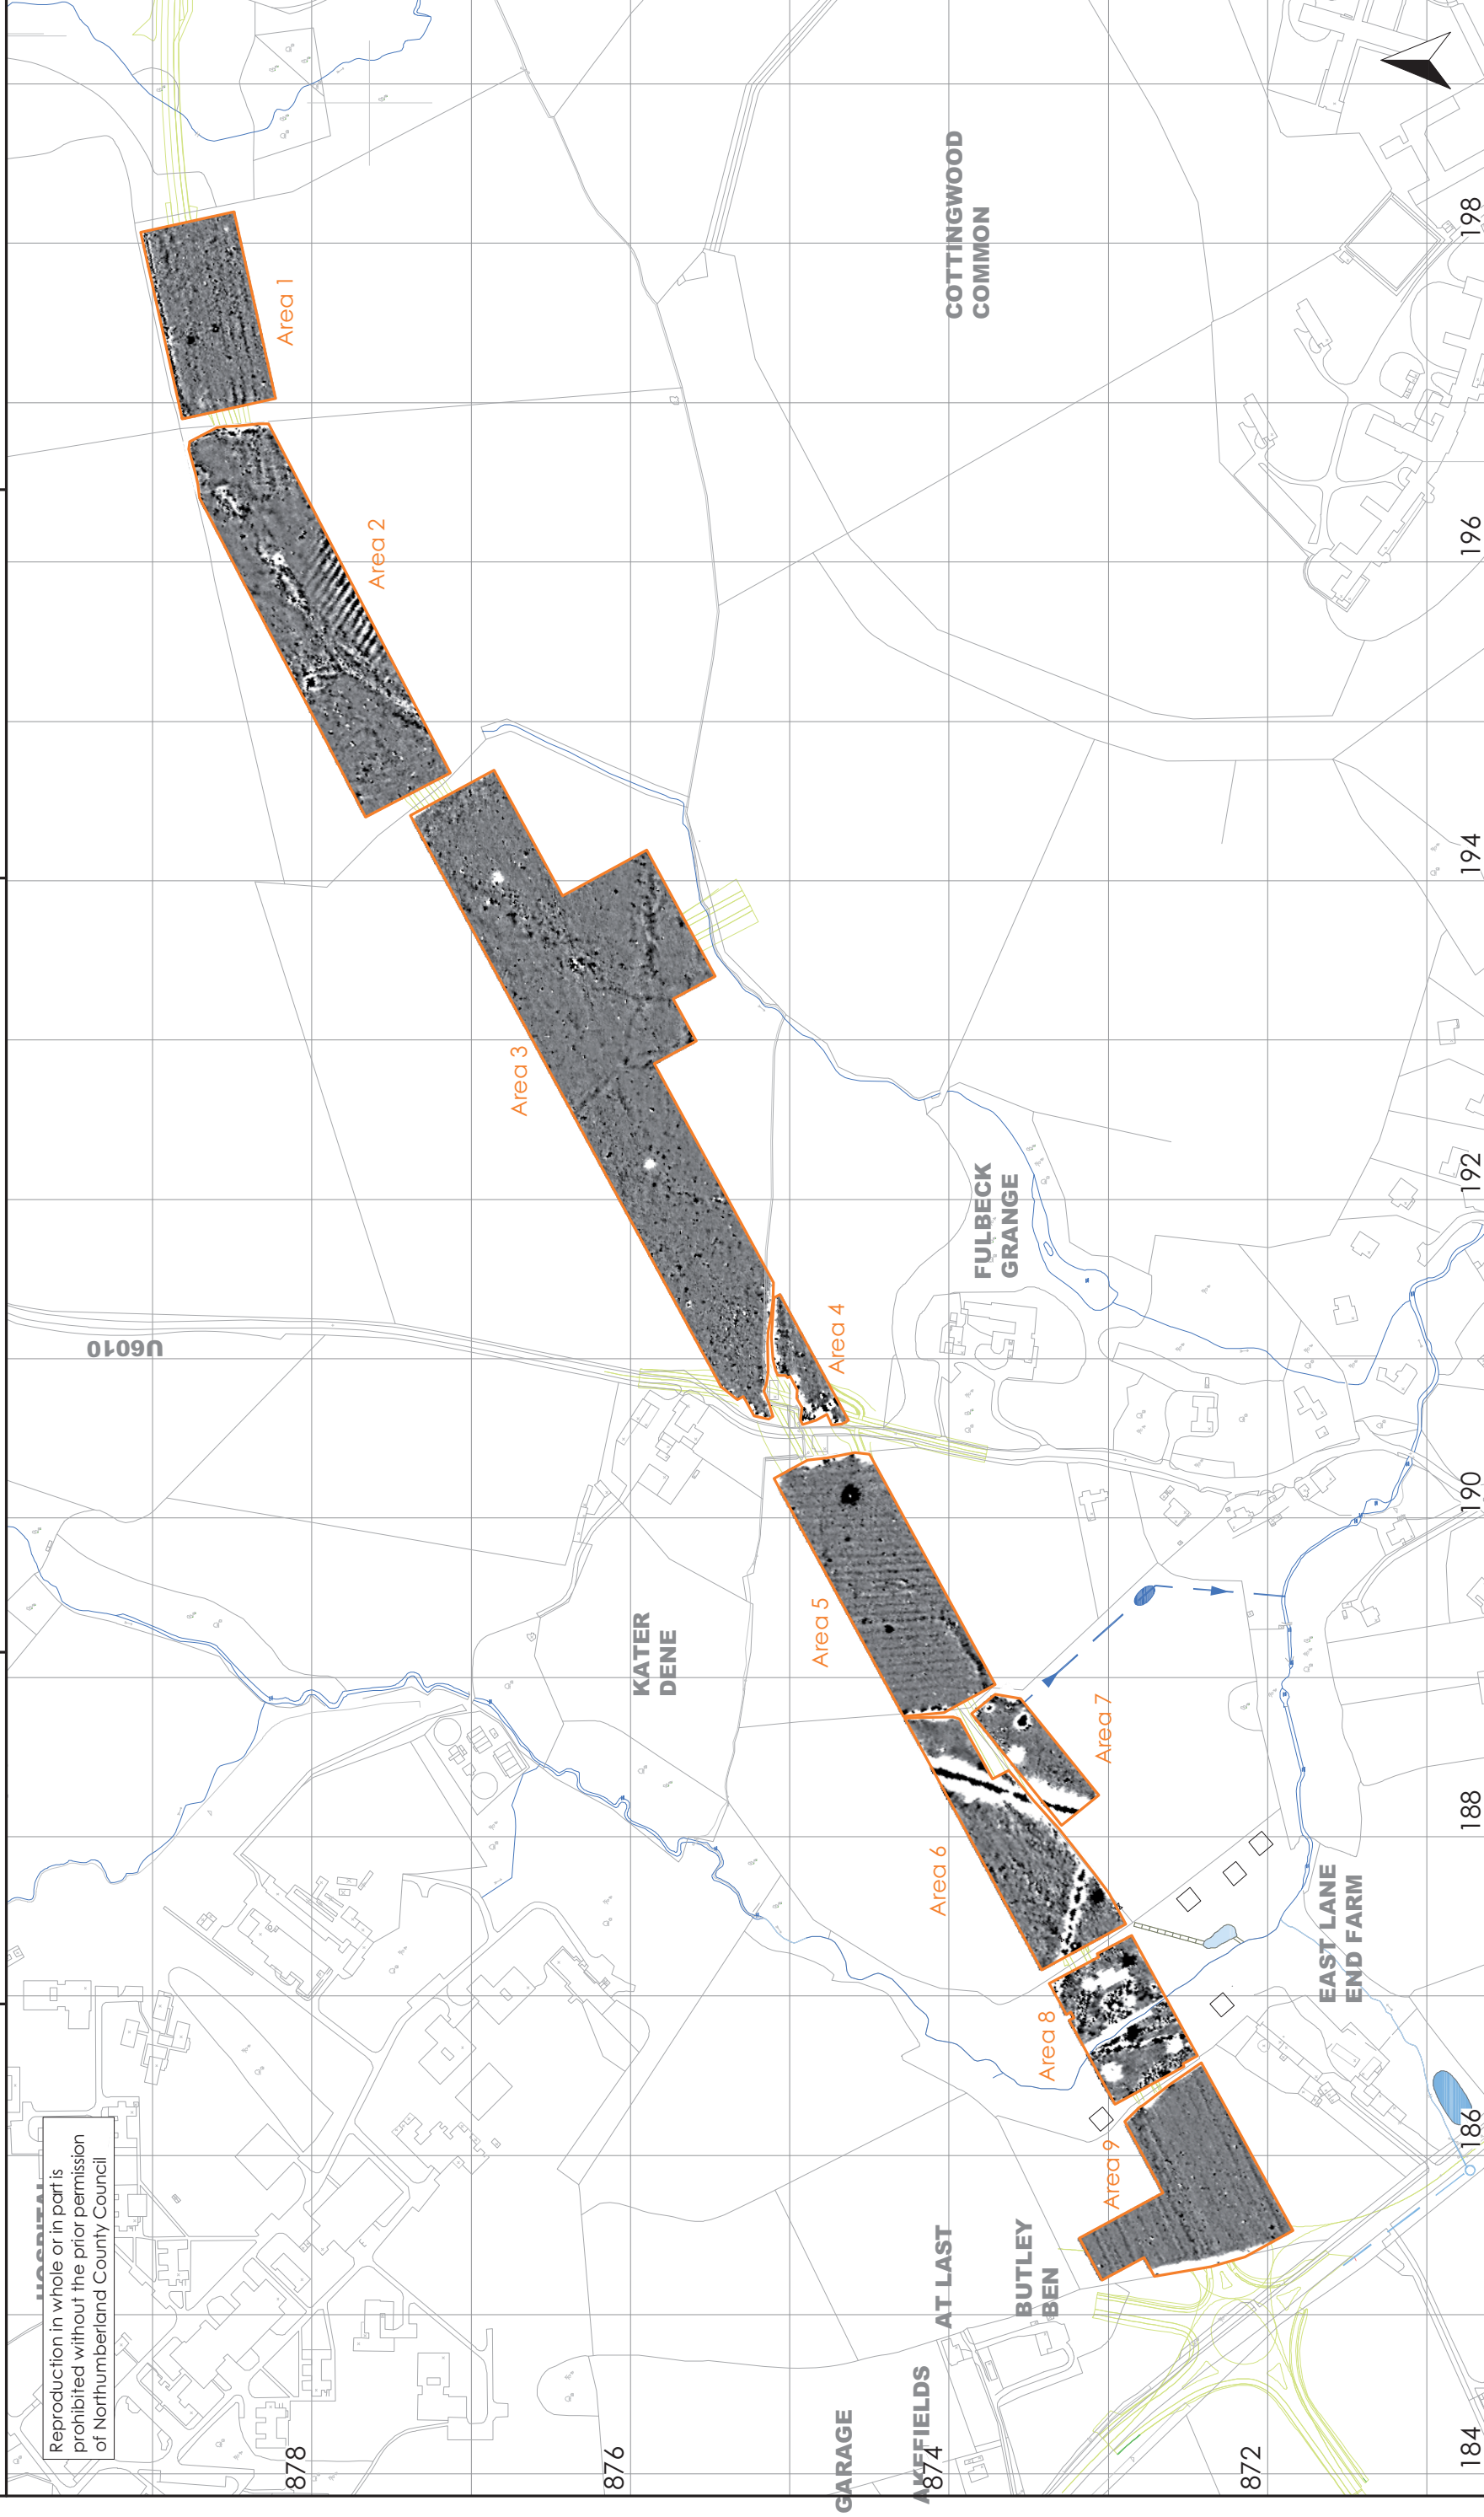 Reproduction in whole or in part is
prohibited without the prior permission
of Northumberland County Council
HOSPITAL
U6010
COTTINGWOOD
COMMON
KATER
DENE
FULBECK
GRANGE
EAST LANE
END FARM
AT LAST
BUTLEY
BEN
GARAGE
Area 1
Area 2
Area 3
Area 4
Area 5
Area 6
Area 7
Area 8
Area 9
878
876
874
872
184
186
188
190
192
194
196
198